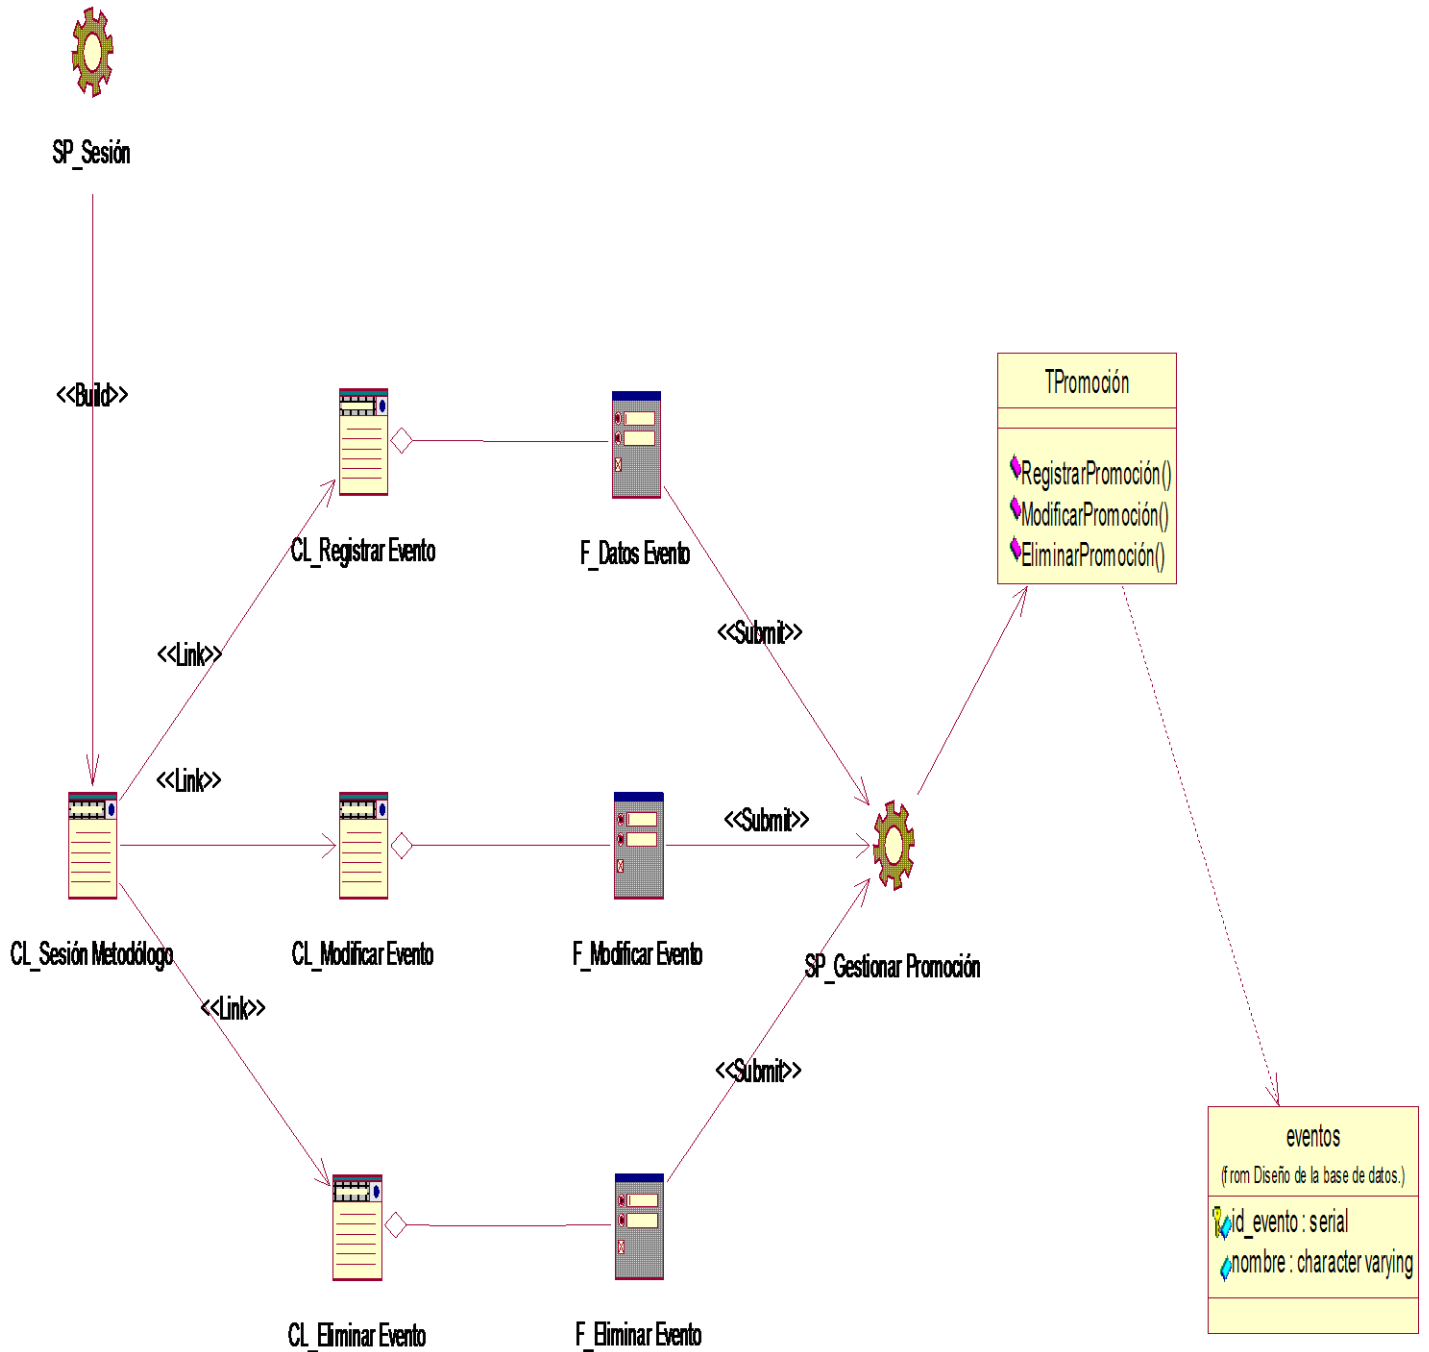 SP_Sesión
<<Build>>
TPromoción
RegistrarPromoción()
ModificarPromoción()
EliminarPromoción()
CL_Registrar Evento
F_Datos Evento
<<Submit>>
<<Link>>
<<Link>>
<<Submit>>
CL_Sesión Metodólogo
CL_Modificar Evento
F_Modificar Evento
SP_Gestionar Promoción
<<Link>>
<<Submit>>
eventos
(from Diseño de la base de datos.)
id_evento : serial
nombre : character varying
CL_Eliminar Evento
F_Eliminar Evento